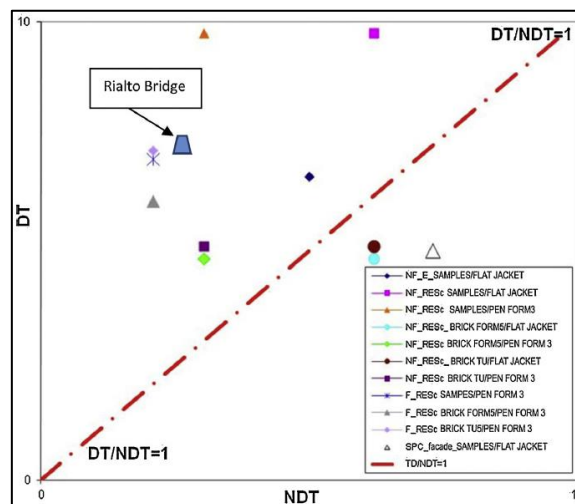 10
DT/NDT=1
Rialto Bridge
DT
NF_E_SAMPLES/FLAT JACKET
NF_RESc SAMPLES/FLAT JACKET
NF_RESc SAMPLES/PEN FORM3
NF_RESc_BRICK FORM5/FLAT JACKET
NF_RESc BRICK FORM5/PEN FORM 3
NF_RESc_BRICK TU/FLAT JACKET
NF_RESc BRICK TU/PEN FORM 3
F_RESc SAMPES/PEN FORM 3
F_RESc BRICK FORM5/PEN FORM 3
F_RESc BRICK TU5/PEN FORM 3
SPC_facade_SAMPLES/FLAT JACKET
TD/NDT=1
DT/NDT=1
0
0
NDT
1